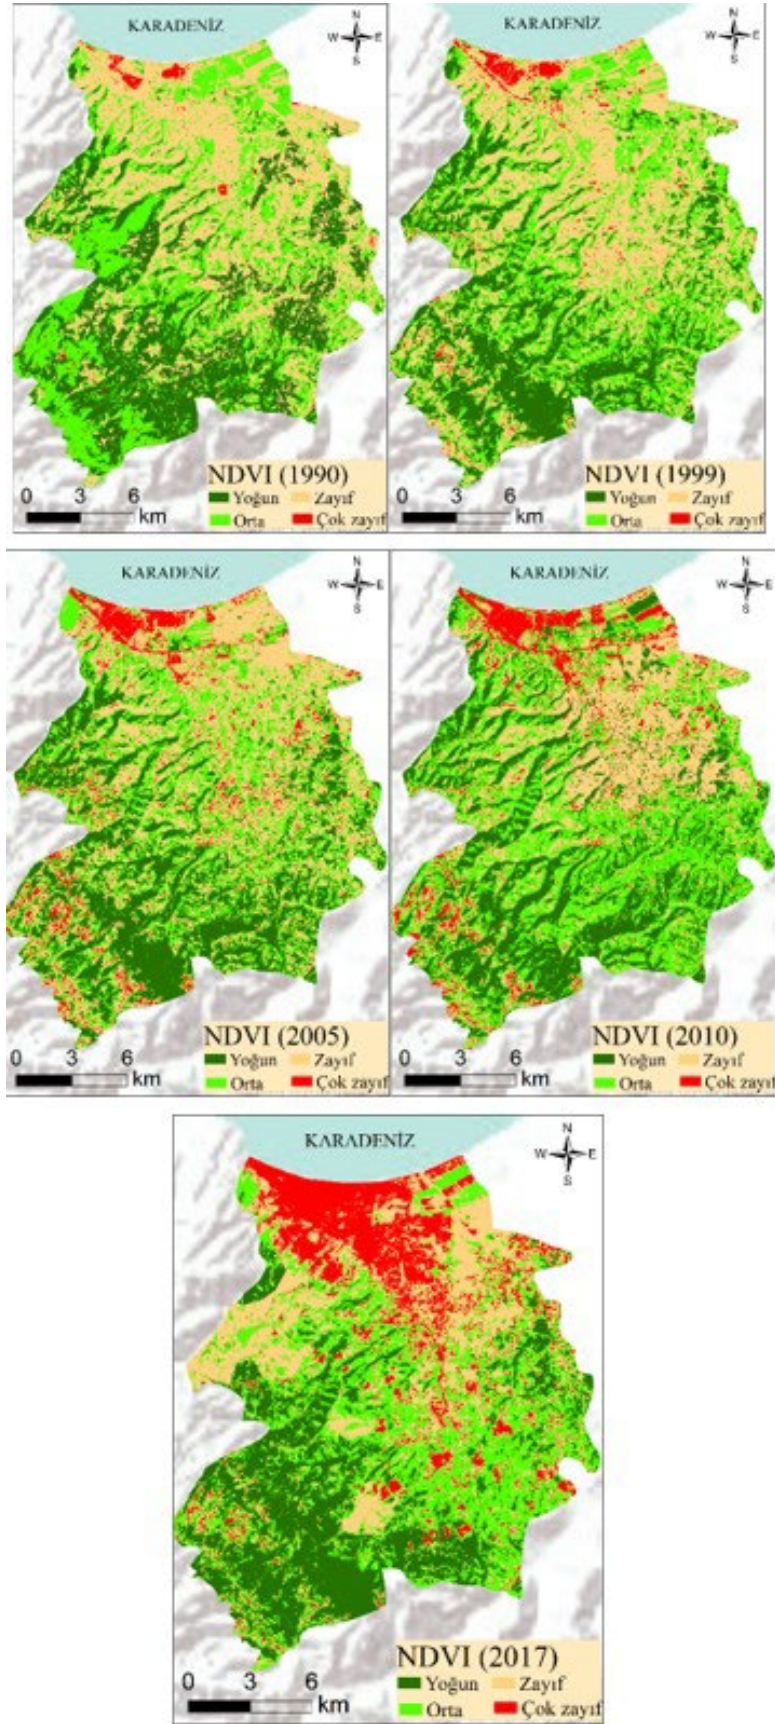 KARADENİZ
N
W E
S
NDVI (1990)
0 3 6
km
Yoğun Zayıf
Orta Çok zayıf
KARADENİZ
N
W E
S
NDVI (1999)
0 3 6
km
Yoğun Zayıf
Orta Çok zayıf
KARADENİZ
N
W E
S
NDVI (2005)
0 3 6
km
Yoğun Zayıf
Orta Çok zayıf
KARADENİZ
N
W E
S
NDVI (2010)
0 3 6
km
Yoğun Zayıf
Orta Çok zayıf
KARADENİZ
N
W E
S
NDVI (2017)
0 3 6
km
Yoğun Zayıf
Orta Çok zayıf